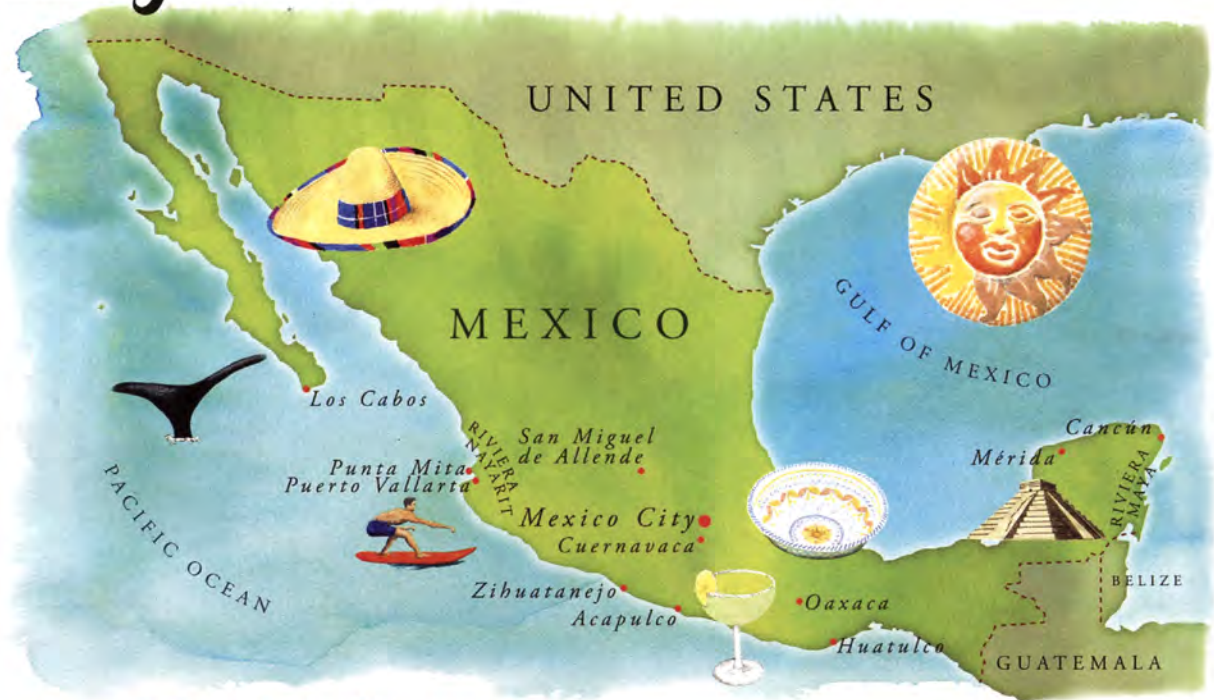 UNITED STATES
MEXICO
GULF OF MEXICO
Los Cabos
RIVIERA
NAYARIT
San Miguel
de Allende
Punta Mita
Puerto Vallarta
Cancún
Mérida
RIVIERA
MAYA
PACIFIC OCEAN
Mexico City
Cuernavaca
Zihuatanejo
Acapulco
Oaxaca
Huatulco
BELIZE
GUATEMALA